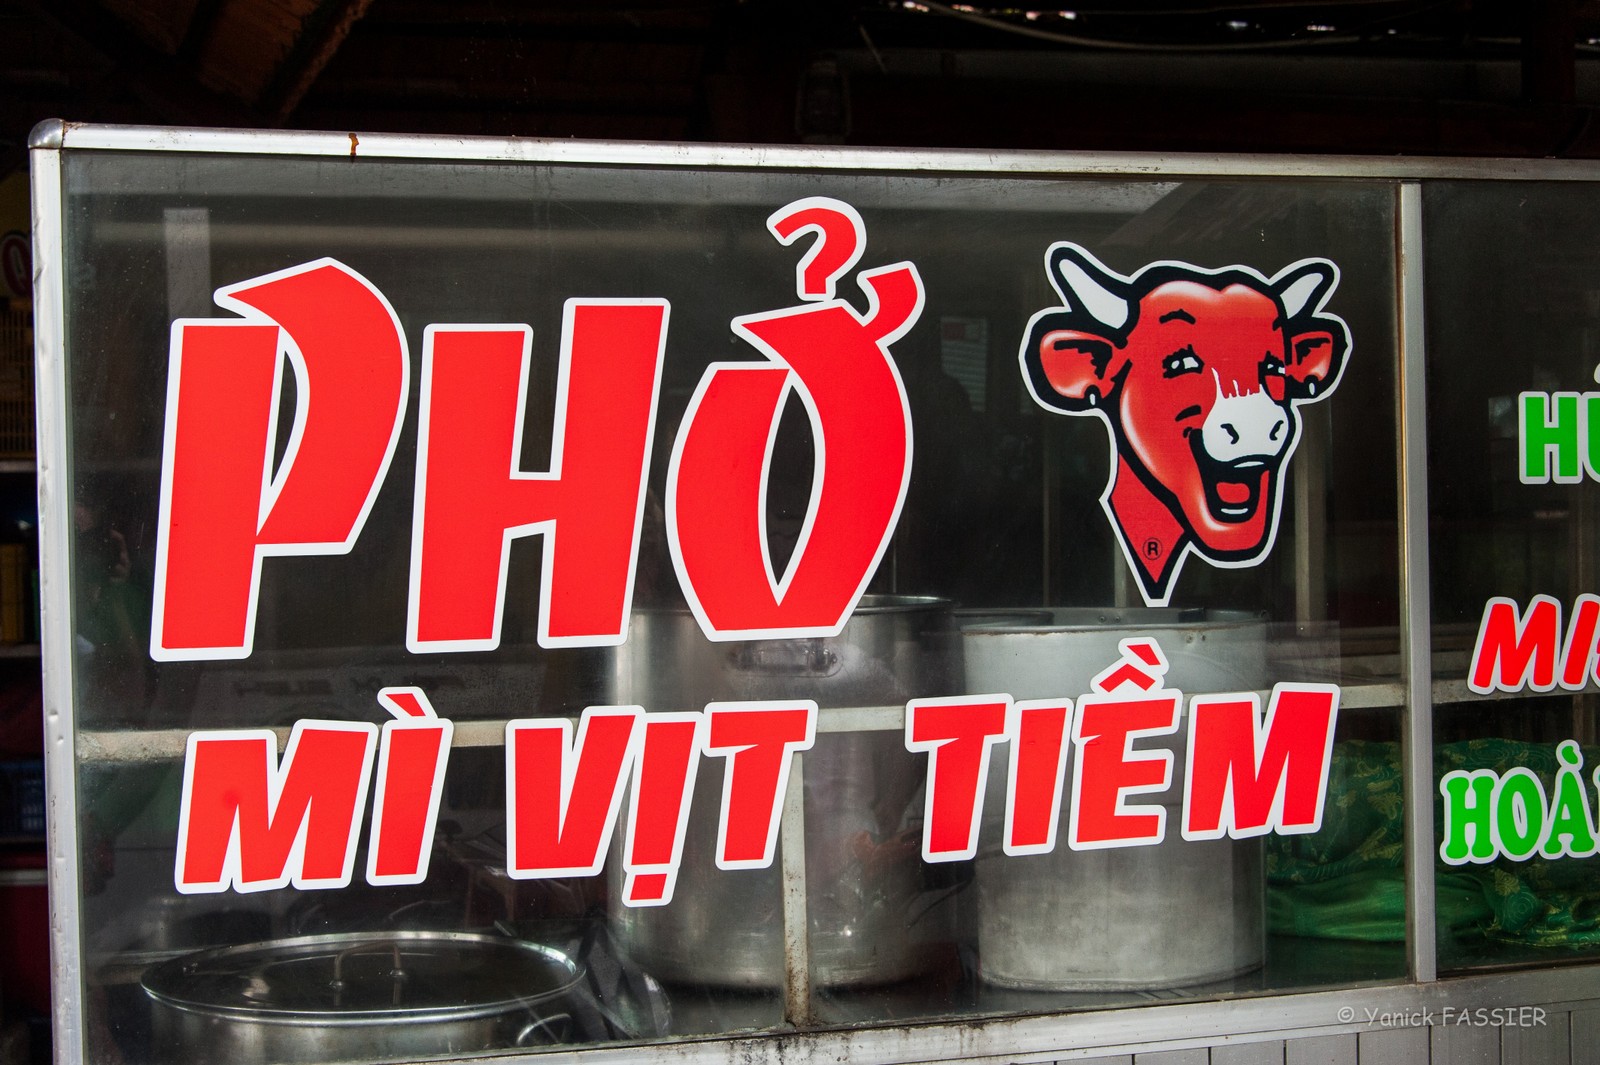 PHỞ
MÌ VỊT TIỀM
®
© Yanick FASSIER